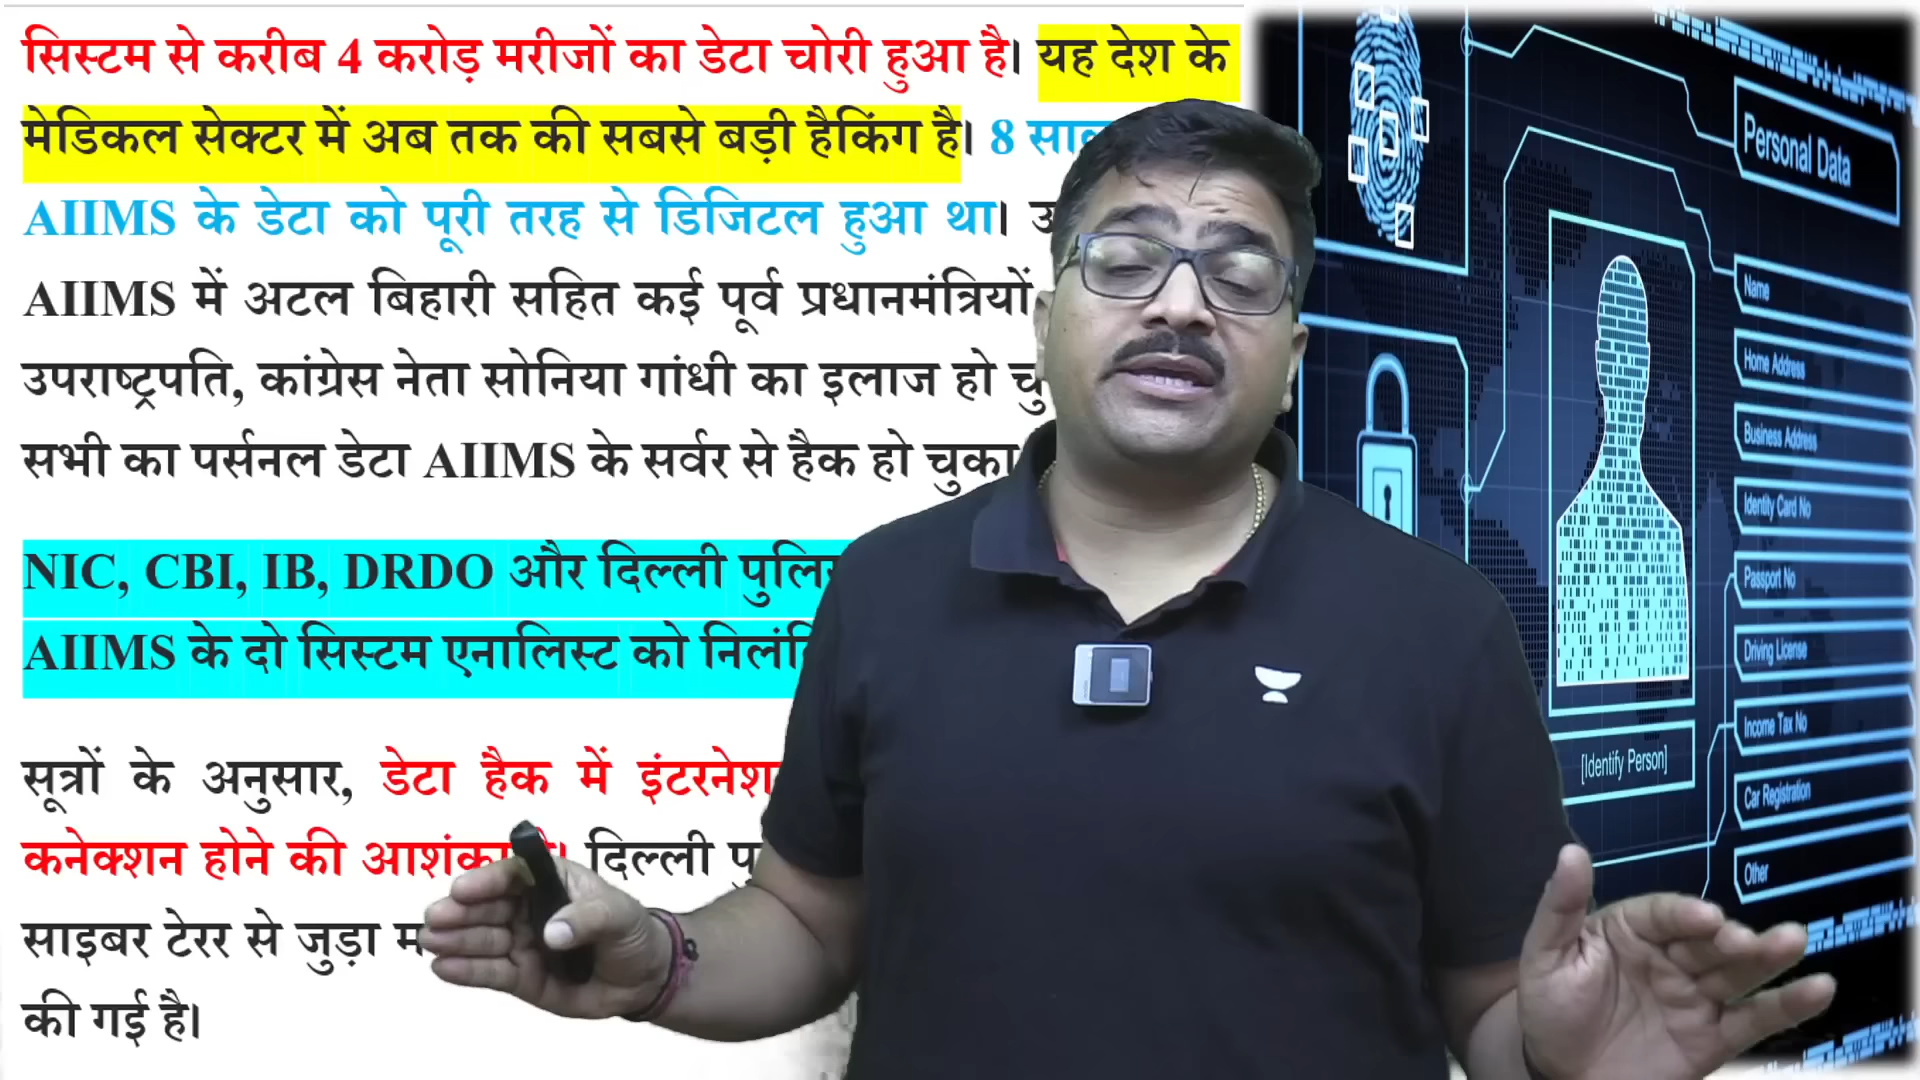 सिस्टम से करीब 4 करोड़ मरीजों का डेटा चोरी हुआ है। यह देश के
मेडिकल सेक्टर में अब तक की सबसे बड़ी हैकिंग है। 8
AIIMS के डेटा को पूरी तरह से डिजिटल हुआ था।
AIIMS में अटल बिहारी सहित कई पूर्व प्रधानमंत्रियों
उपराष्ट्रपति, कांग्रेस नेता सोनिया गांधी का इलाज हो
सभी का पर्सनल डेटा AIIMS के सर्वर से हैक हो चुका
NIC, CBI, IB, DRDO और दिल्ली
AIIMS के दो सिस्टम एनालिस्ट को
सूत्रों के अनुसार, डेटा हैक में
कनेक्शन होने की दिल्ली
साइबर टेरर से जुड़ा
की गई है।
Personal Data
Name
Home Address
Business Address
Identity Card No
Passport No
Driving License
Income Tax No
Car Registration
Other
[Identify Person]